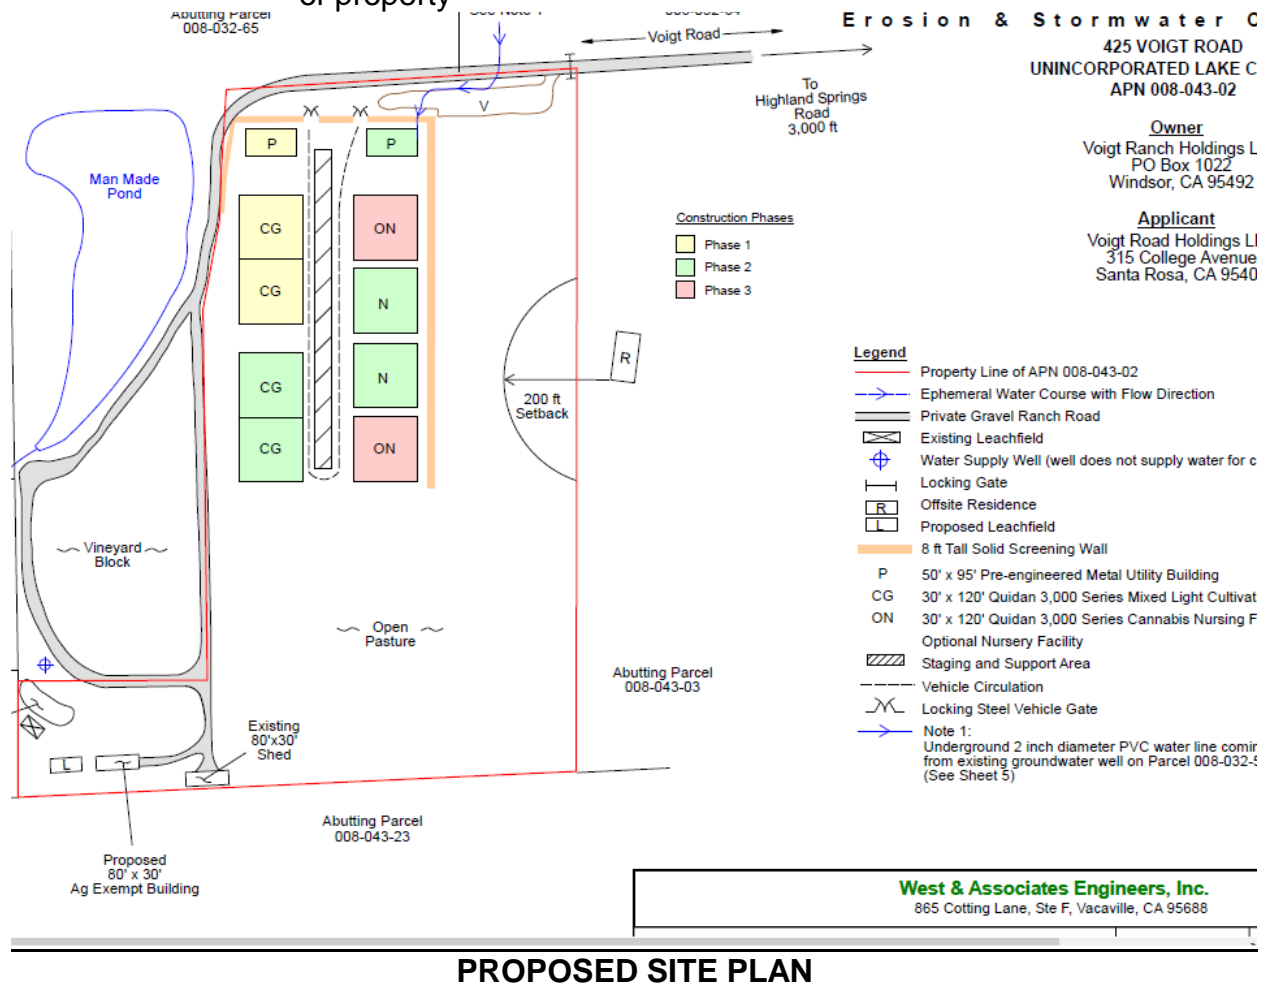 of property
Abutting Parcel
008-032-65
See Note 1
Voigt Road
To
Highland Springs
Road
3,000 ft
Erosion & Stormwater C
425 VOIGT ROAD
UNINCORPORATED LAKE C
APN 008-043-02
Owner
Voigt Ranch Holdings L
PO Box 1022
Windsor, CA 95492
Applicant
Voigt Road Holdings Ll
315 College Avenue
Santa Rosa, CA 9540
Man Made
Pond
V
V
P
P
CG
ON
CG
N
CG
N
CG
ON
Construction Phases
Phase 1
Phase 2
Phase 3
R
200 ft
Setback
Vineyard
Block
Open
Pasture
Abutting Parcel
008-043-03
Existing
80'x30'
Shed
L
Abutting Parcel
008-043-23
Proposed
80' x 30'
Ag Exempt Building
Legend
Property Line of APN 008-043-02
Ephemeral Water Course with Flow Direction
Private Gravel Ranch Road
Existing Leachfield
Water Supply Well (well does not supply water for c
Locking Gate
R Offsite Residence
L Proposed Leachfield
8 ft Tall Solid Screening Wall
P 50' x 95' Pre-engineered Metal Utility Building
CG 30' x 120' Quidan 3,000 Series Mixed Light Cultivat
ON 30' x 120' Quidan 3,000 Series Cannabis Nursing F
Optional Nursery Facility
Staging and Support Area
Vehicle Circulation
Locking Steel Vehicle Gate
Note 1:
Underground 2 inch diameter PVC water line comin
from existing groundwater well on Parcel 008-032-5
(See Sheet 5)
West & Associates Engineers, Inc.
865 Cotting Lane, Ste F, Vacaville, CA 95688
PROPOSED SITE PLAN